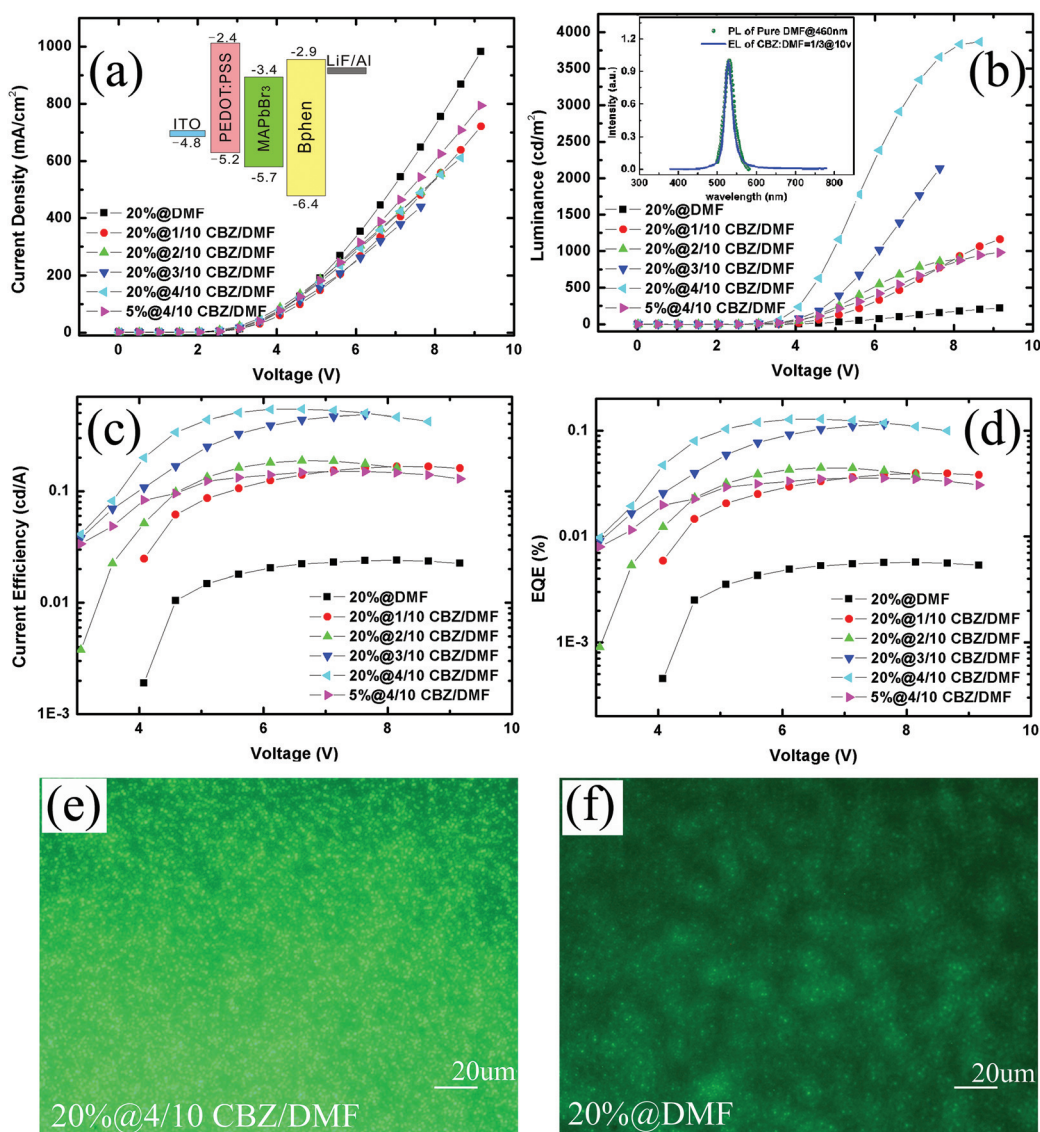 (a)
Current Density (mA/cm²)
1000
800
600
400
200
0
0 2 4 6 8 10
Voltage (V)
ITO
−4.8
−2.4
PEDOT:PSS
−5.2
−3.4
MAPbBr3
−5.7
−2.9
Bphen
−6.4
LiF/Al
20%@DMF
20%@1/10 CBZ/DMF
20%@2/10 CBZ/DMF
20%@3/10 CBZ/DMF
20%@4/10 CBZ/DMF
5%@4/10 CBZ/DMF
(b)
Luminance (cd/m²)
4000
3750
3500
3250
3000
2750
2500
2250
2000
1750
1500
1250
1000
750
500
250
0
0 2 4 6 8 10
Voltage (V)
PL of Pure DMF@460nm
EL of CBZ:DMF=1/3@10v
Intensity (a.u.)
1.2
0.9
0.6
0.3
0.0
300 400 500 600 700 800
wavelength (nm)
20%@DMF
20%@1/10 CBZ/DMF
20%@2/10 CBZ/DMF
20%@3/10 CBZ/DMF
20%@4/10 CBZ/DMF
5%@4/10 CBZ/DMF
(c)
Current Efficiency (cd/A)
0.1
0.01
1E-3
4 6 8 10
Voltage (V)
20%@DMF
20%@1/10 CBZ/DMF
20%@2/10 CBZ/DMF
20%@3/10 CBZ/DMF
20%@4/10 CBZ/DMF
5%@4/10 CBZ/DMF
(d)
EQE (%)
0.1
0.01
1E-3
4 6 8 10
Voltage (V)
20%@DMF
20%@1/10 CBZ/DMF
20%@2/10 CBZ/DMF
20%@3/10 CBZ/DMF
20%@4/10 CBZ/DMF
5%@4/10 CBZ/DMF
(e)
20um
20%@4/10 CBZ/DMF
(f)
20um
20%@DMF